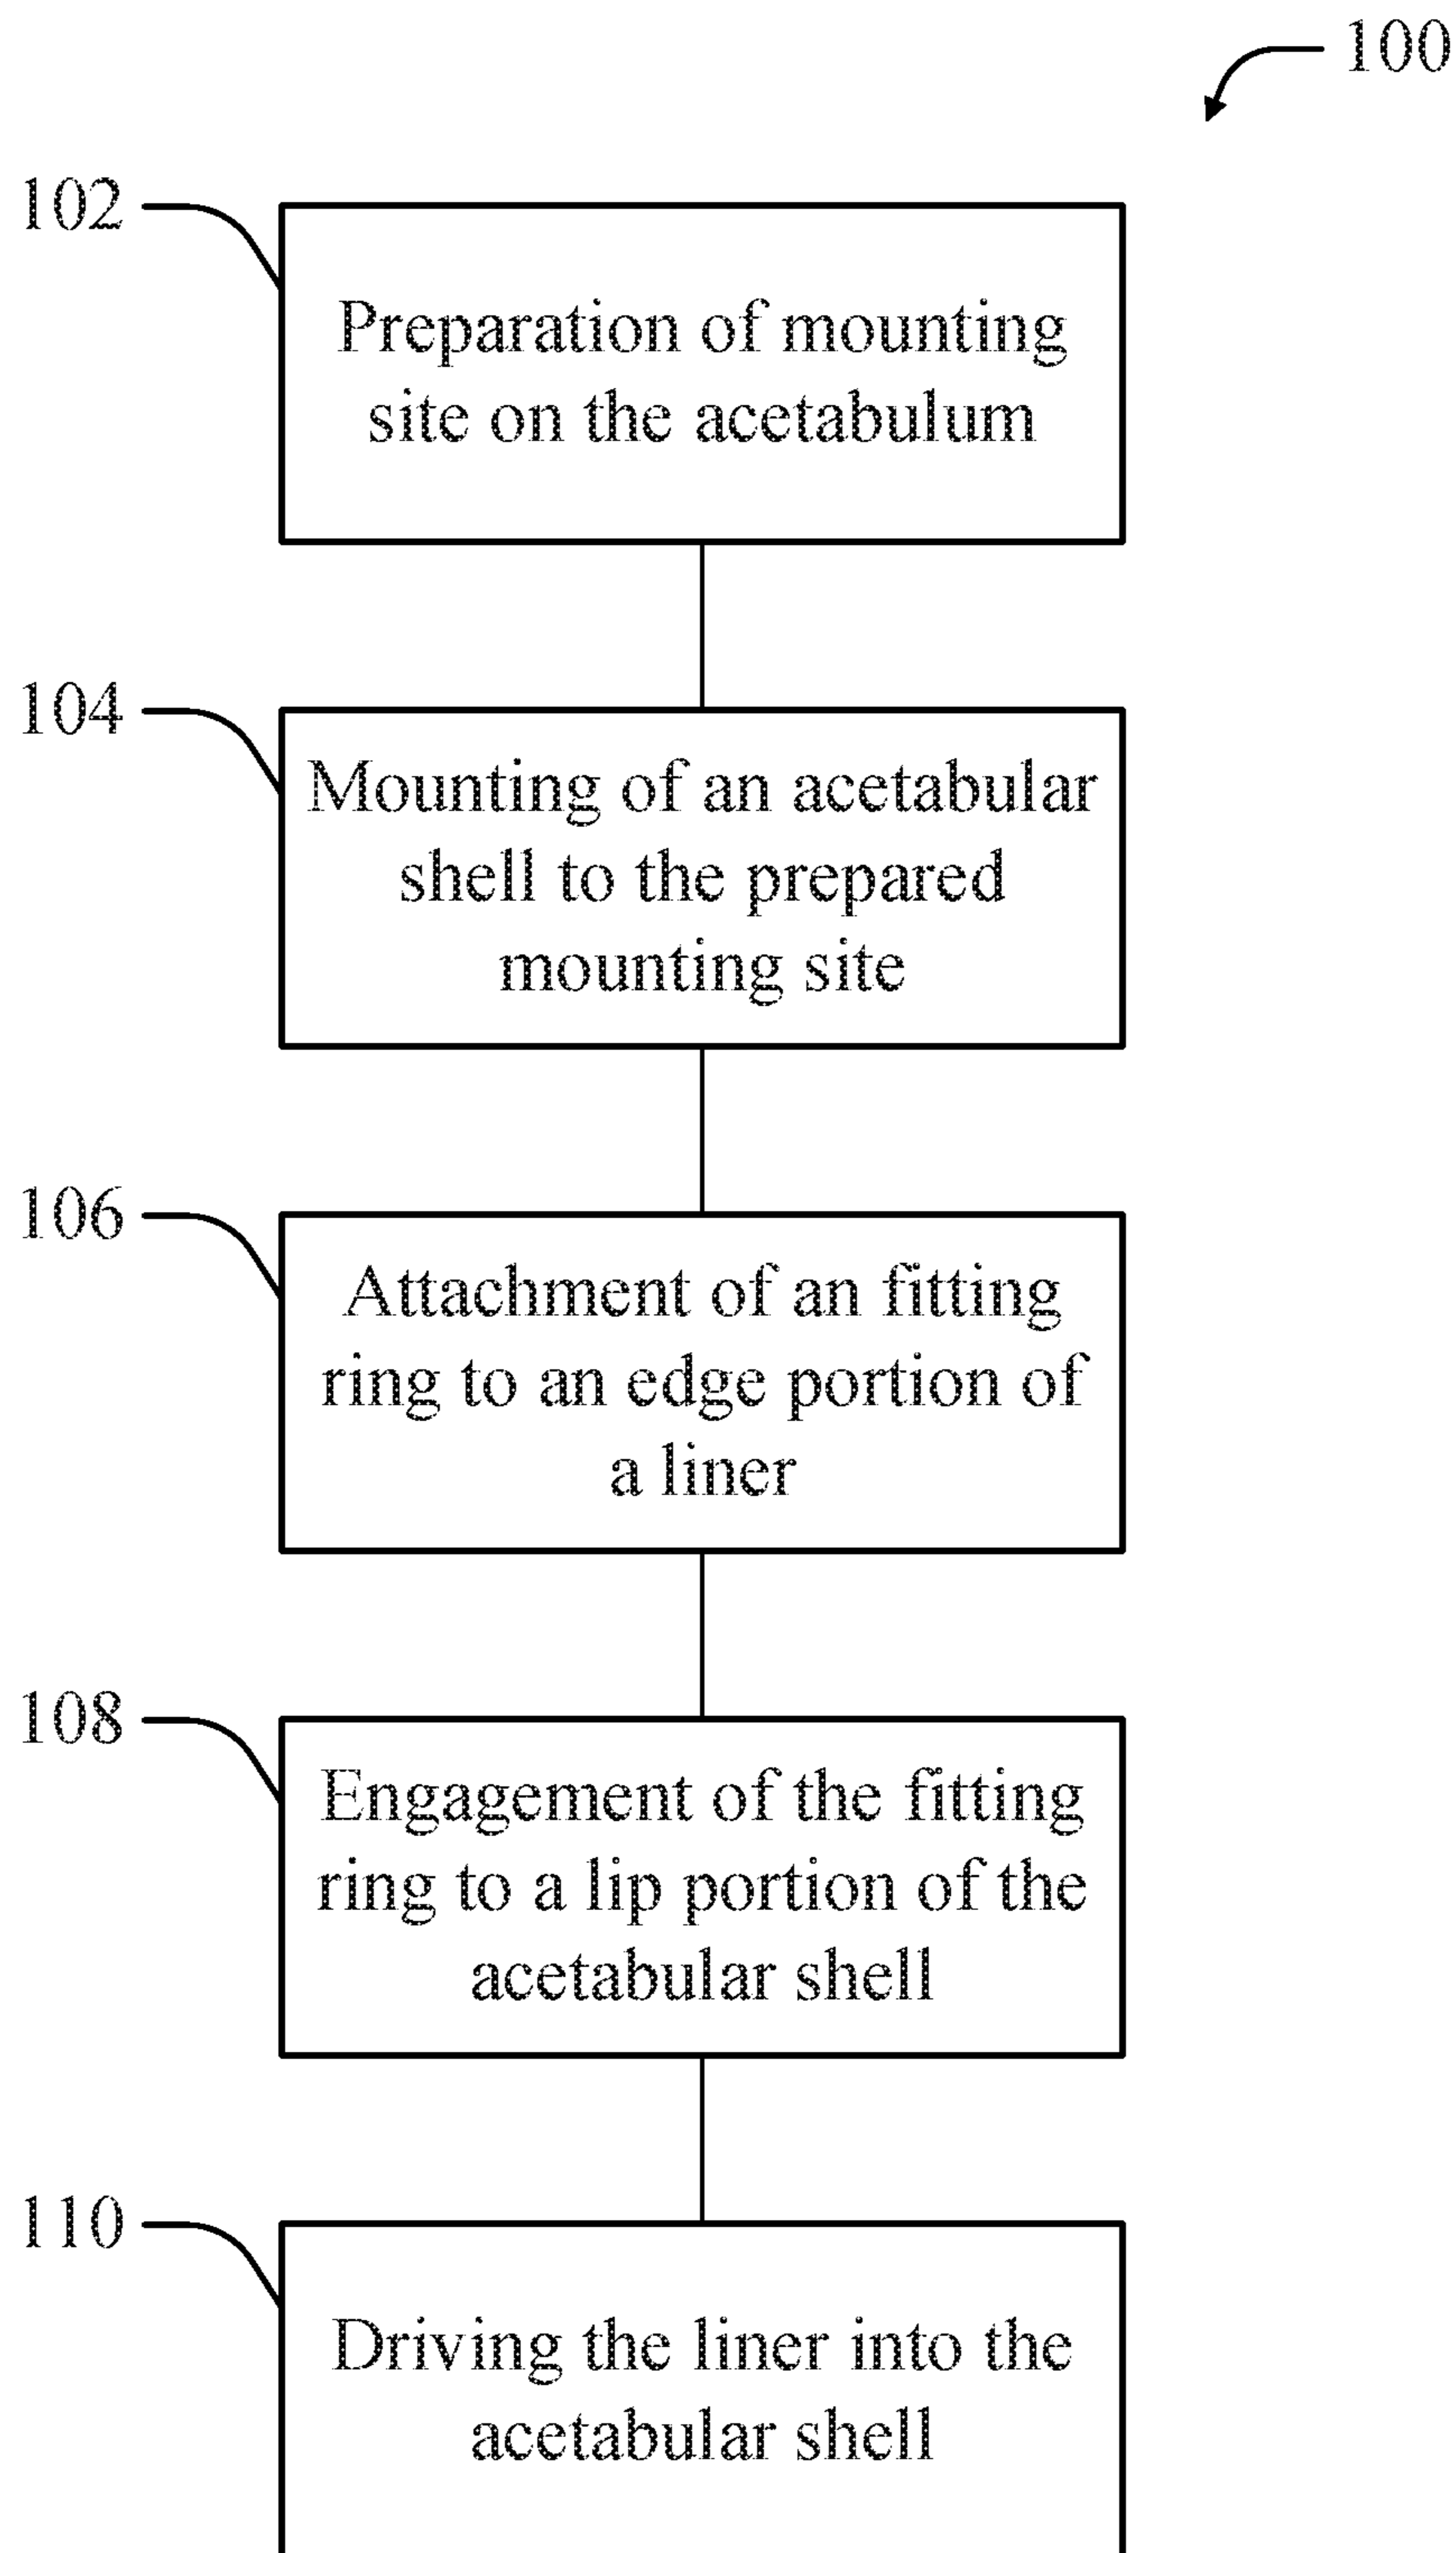 100
102
Preparation of mounting
site on the acetabulum
104
Mounting of an acetabular
shell to the prepared
mounting site
106
Attachment of an fitting
ring to an edge portion of
a liner
108
Engagement of the fitting
ring to a lip portion of the
acetabular shell
110
Driving the liner into the
acetabular shell